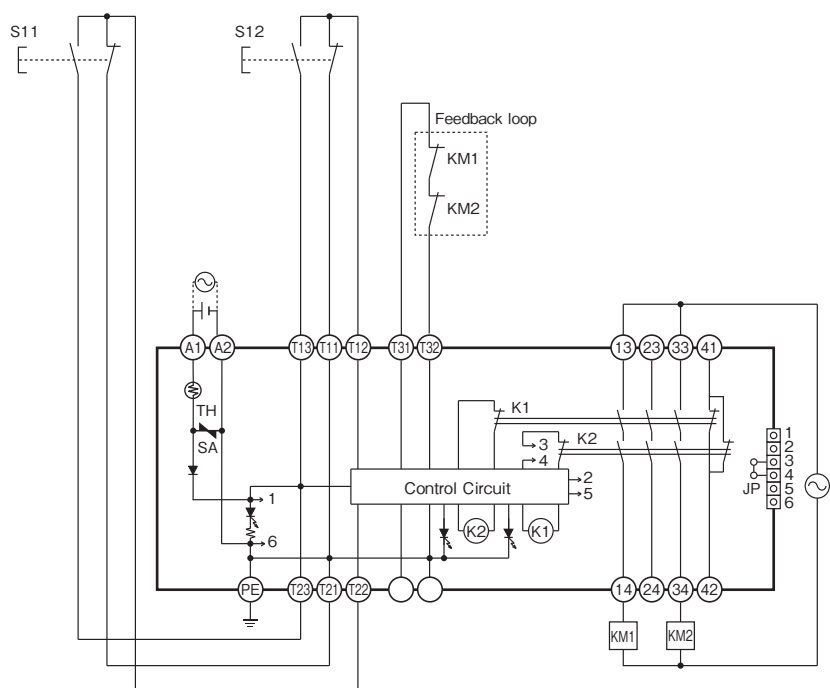 S11
S12
Feedback loop
KM1
KM2
A1 A2 T13 T11 T12 T31 T32 13 23 33 41
TH
SA
K1
K2
3
4
1
2
3
4
5
6
JP
Control Circuit
2
5
1
K2
K1
6
PE T23 T21 T22 14 24 34 42
KM1 KM2